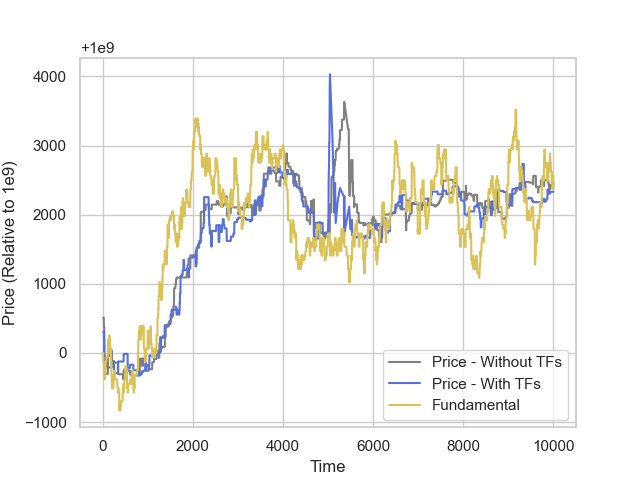 +1e9
4000
3000
2000
1000
0
−1000
Price (Relative to 1e9)
0
2000
4000
6000
8000
10000
Time
Price - Without TFs
Price - With TFs
Fundamental